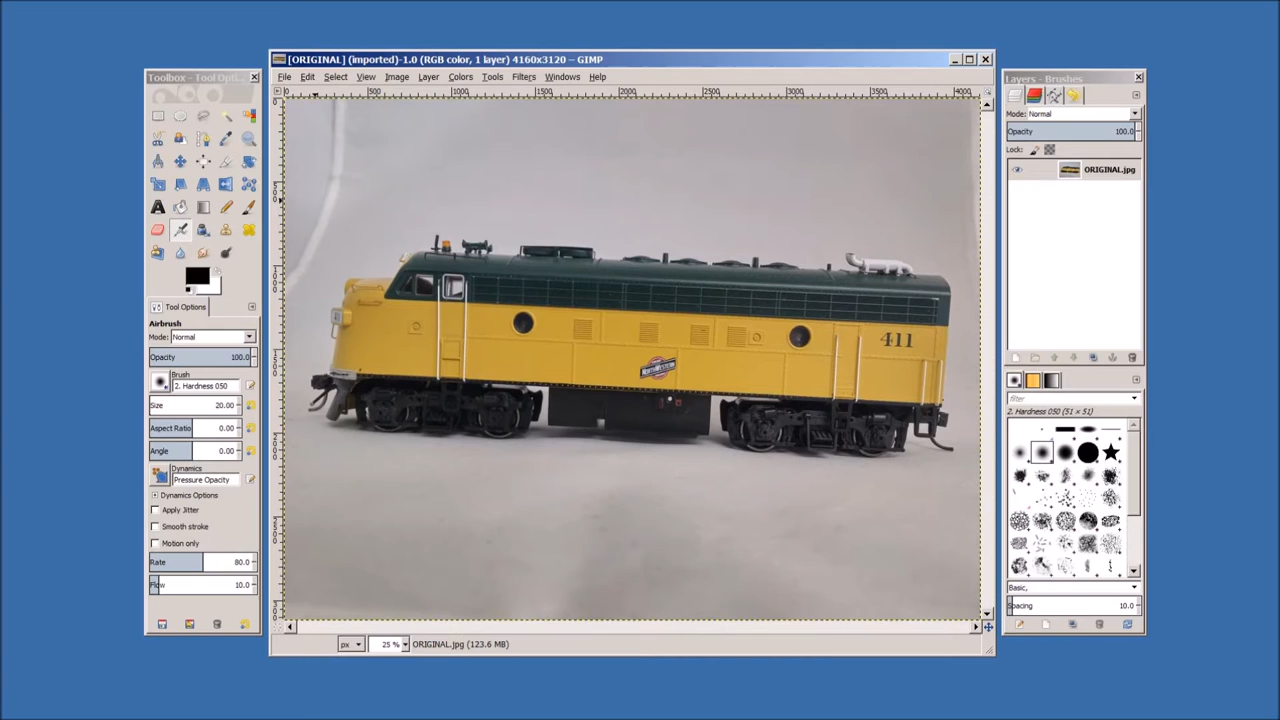 Toolbox - Tool Opti...
[ORIGINAL] (imported)-1.0 (RGB color, 1 layer) 4160x3120 – GIMP
File Edit Select View Image Layer Colors Tools Filters Windows Help
0 500 1000 1500 2000 2500 3000 3500 4000
NORTH WESTERN
411
px 25 % ORIGINAL.jpg (123.6 MB)
Tool Options
Airbrush
Mode: Normal
Opacity 100.0
Brush
2. Hardness 050
Size 20.00
Aspect Ratio 0.00
Angle 0.00
Dynamics
Pressure Opacity
Dynamics Options
Apply Jitter
Smooth stroke
Motion only
Rate 80.0
Flow 10.0
Layers - Brushes
Mode: Normal
Opacity 100.0
Lock:
ORIGINAL.jpg
filter
2. Hardness 050 (51 × 51)
Basic,
Spacing 10.0